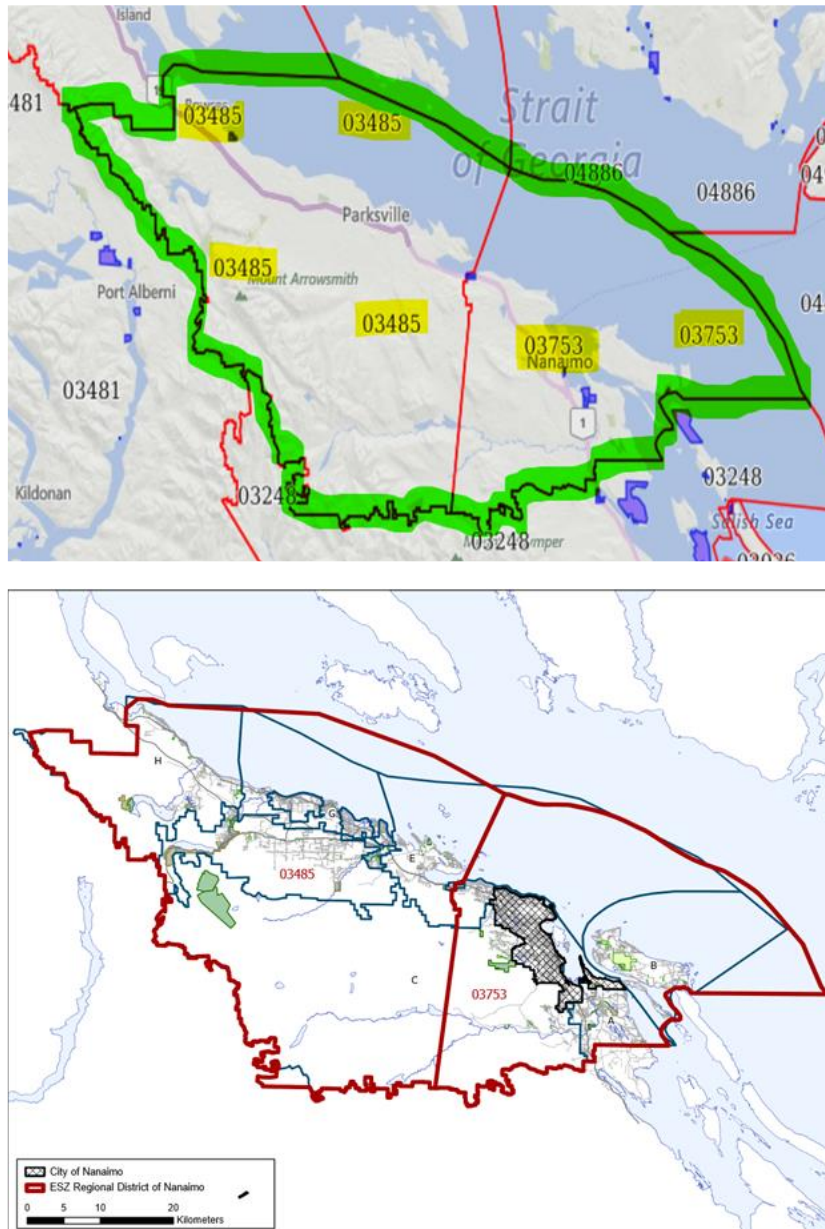 Island
481
1
03485
03485
Strait
of Georgia
04886
04886
Parksville
03485
Mount Arrowsmith
Port Alberni
03485
03753
03753
Nanaimo
03481
1
03248
03248
Kildonan
Salish Sea
03248
H
G
E
03485
C
03753
B
A
City of Nanaimo
ESZ Regional District of Nanaimo
0 5 10 20
Kilometers